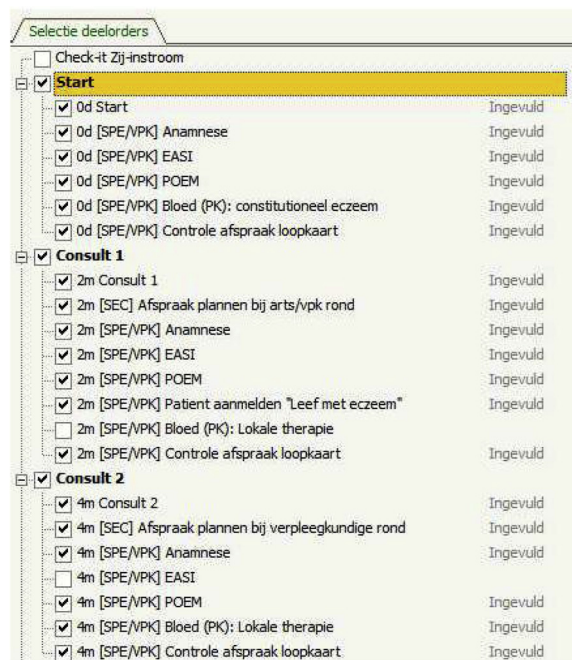 Selectie deelorders
Check-it Zij-instroom
Start
0d Start Ingevuld
0d [SPE/VPK] Anamnese Ingevuld
0d [SPE/VPK] EASI Ingevuld
0d [SPE/VPK] POEM Ingevuld
0d [SPE/VPK] Bloed (PK): constitutioneel eczeem Ingevuld
0d [SPE/VPK] Controle afspraak loopkaart Ingevuld
Consult 1
2m Consult 1 Ingevuld
2m [SEC] Afspraak plannen bij arts/vpk rond Ingevuld
2m [SPE/VPK] Anamnese Ingevuld
2m [SPE/VPK] EASI Ingevuld
2m [SPE/VPK] POEM Ingevuld
2m [SPE/VPK] Patient aanmelden "Leef met eczeem" Ingevuld
2m [SPE/VPK] Bloed (PK): Lokale therapie
2m [SPE/VPK] Controle afspraak loopkaart Ingevuld
Consult 2
4m Consult 2 Ingevuld
4m [SEC] Afspraak plannen bij verpleegkundige rond Ingevuld
4m [SPE/VPK] Anamnese Ingevuld
4m [SPE/VPK] EASI
4m [SPE/VPK] POEM Ingevuld
4m [SPE/VPK] Bloed (PK): Lokale therapie Ingevuld
4m [SPE/VPK] Controle afspraak loopkaart Ingevuld